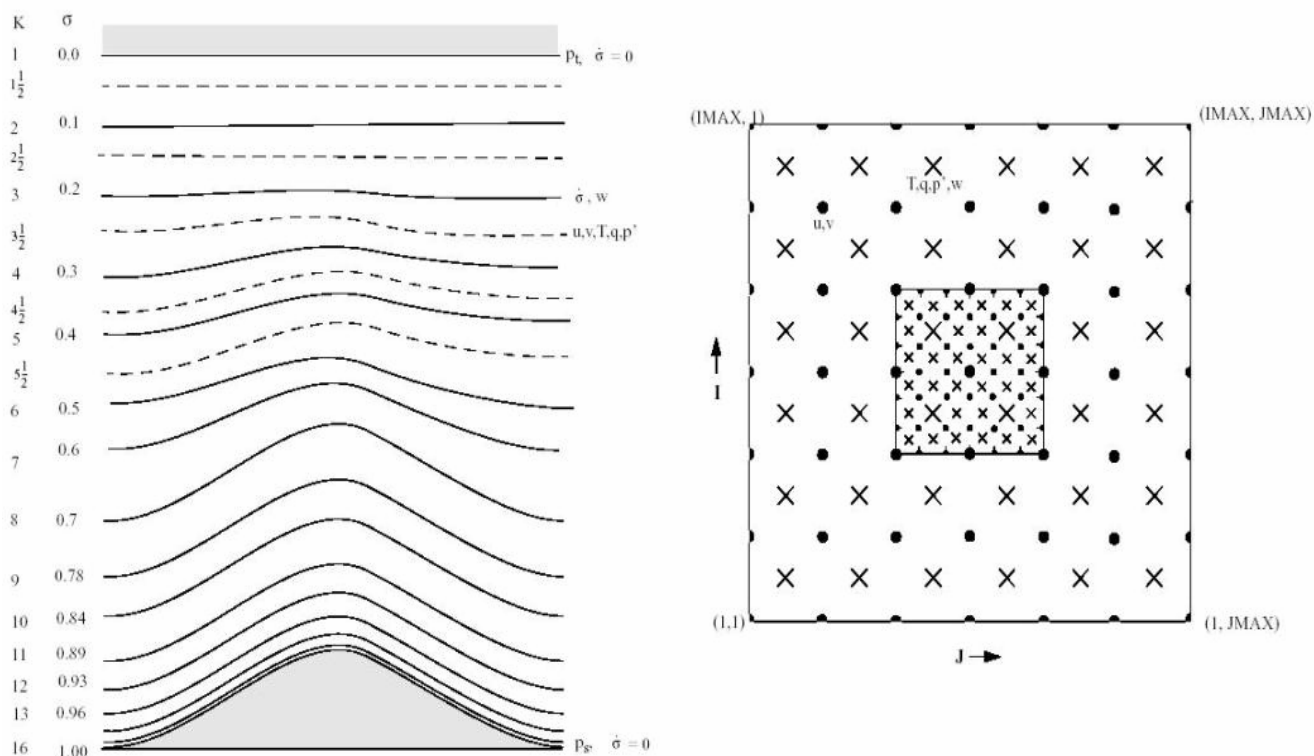 K σ
1 0.0 pt, σ̇ = 0
1½
2 0.1
2½
3 0.2 σ̇, w
3½ u,v,T,q,p'
4 0.3
4½
5 0.4
5½
6 0.5
0.6
7
8 0.7
9 0.78
10 0.84
11 0.89
12 0.93
13 0.96
16 1.00 ps, σ̇ = 0
(IMAX, 1) (IMAX, JMAX)
T,q,p', w
u,v
I
(1,1) (1, JMAX)
J